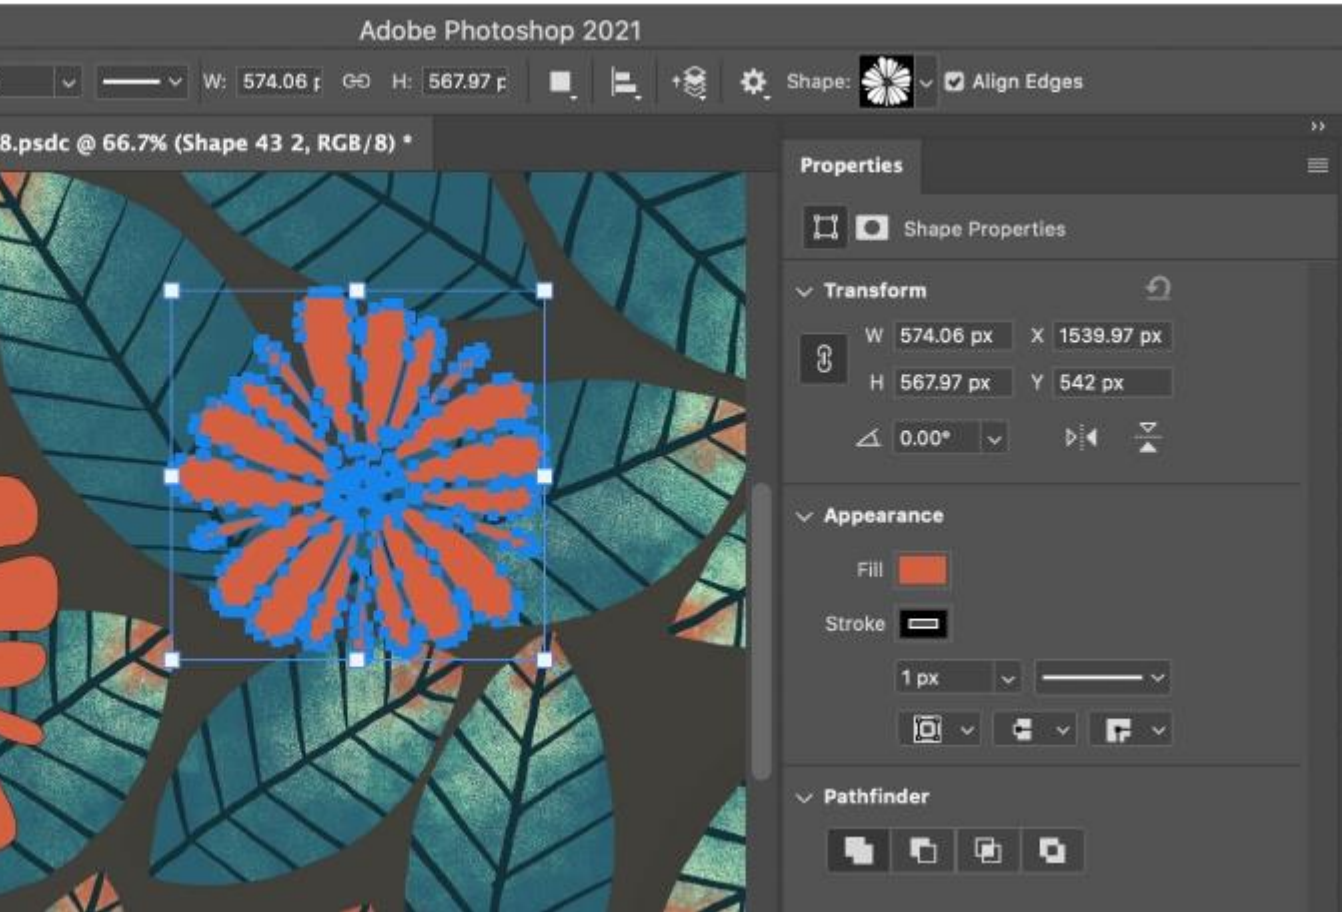 Adobe Photoshop 2021
W: 574.06 H: 567.97 Shape: Align Edges
8.psdc @ 66.7% (Shape 43 2, RGB/8) *
Properties
Shape Properties
Transform
W 574.06 px X 1539.97 px
H 567.97 px Y 542 px
0.00°
Appearance
Fill
Stroke
1 px
Pathfinder